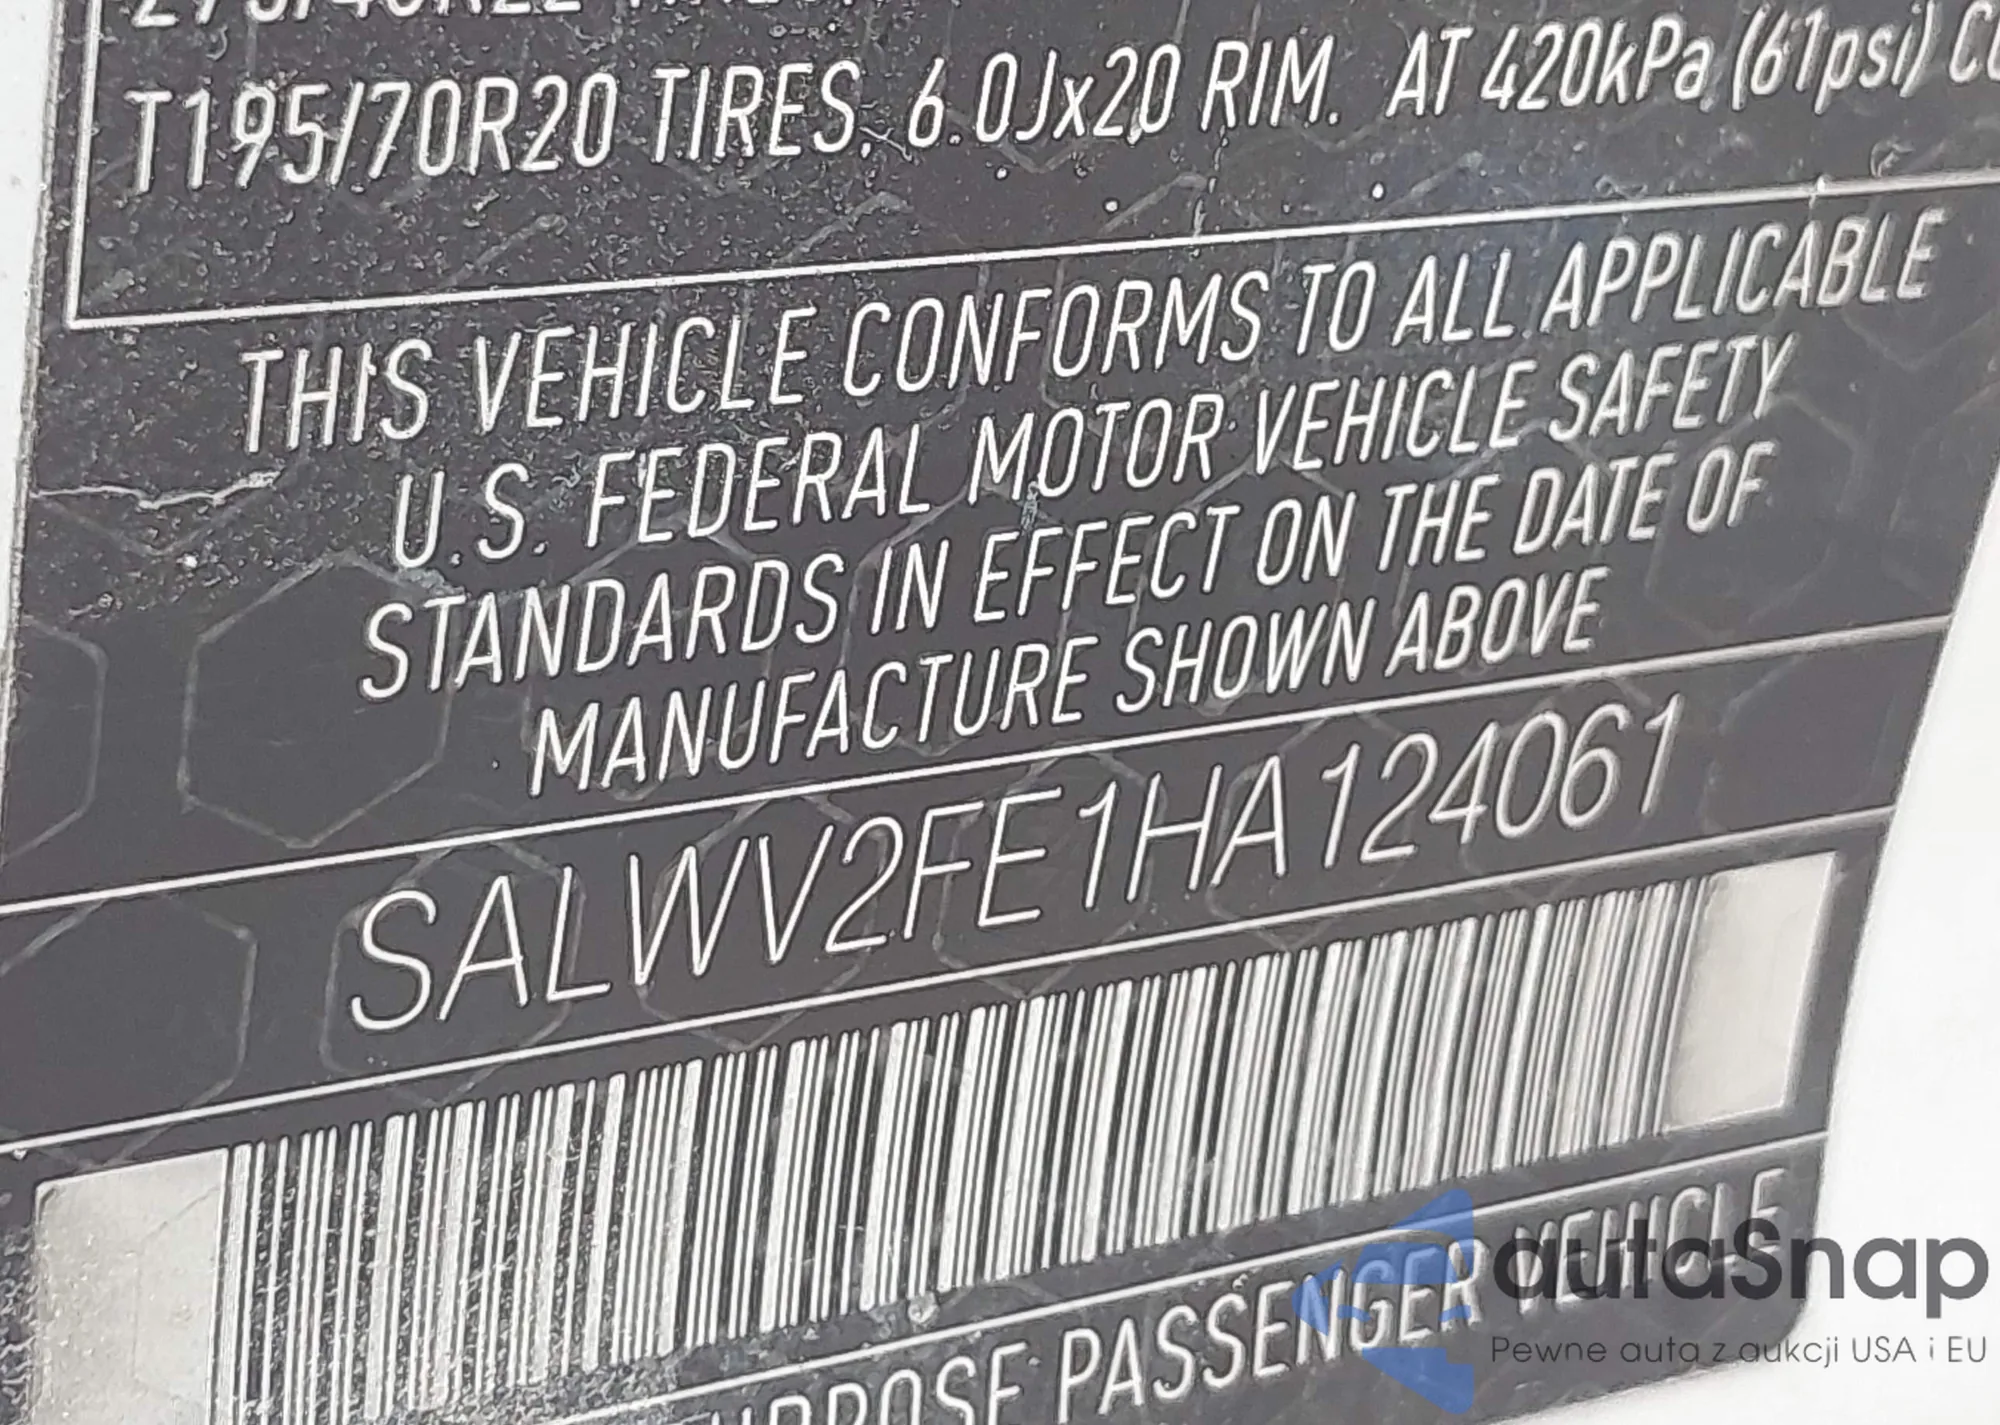 T195/70R20 TIRES, 6.0Jx20 RIM. AT 420kPa (61psi)
THIS VEHICLE CONFORMS TO ALL APPLICABLE
U.S. FEDERAL MOTOR VEHICLE SAFETY
STANDARDS IN EFFECT ON THE DATE OF
MANUFACTURE SHOWN ABOVE
SALWV2FE1HA124061
PASSENGER VEHICLE
autaSnap
Pewne auta z aukcji USA i EU